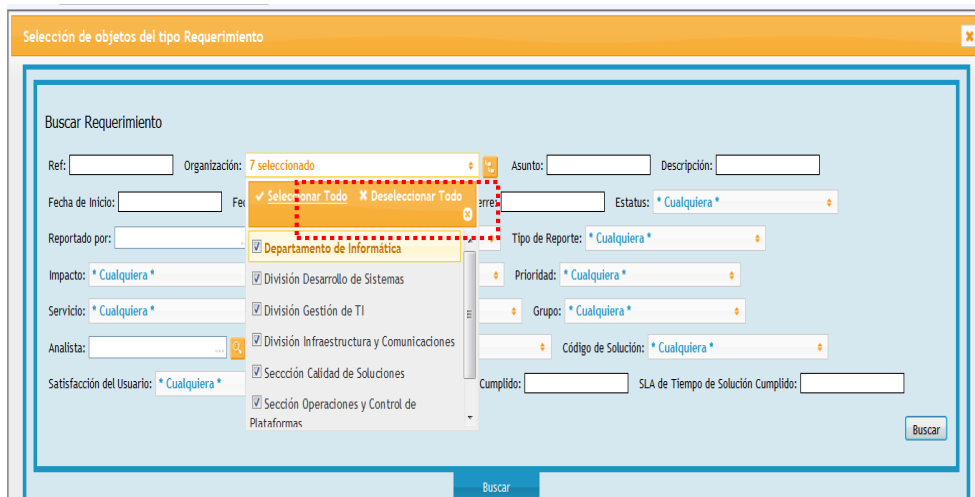 Selección de objetos del tipo Requerimiento
Buscar Requerimiento
Ref: Organización: 7 seleccionado Asunto: Descripción:
✓ Seleccionar Todo ✖ Deseleccionar Todo
Fecha de Inicio: Estatus: * Cualquiera *
Departamento de Informática
Reportado por: ... Tipo de Reporte: * Cualquiera *
División Desarrollo de Sistemas
Impacto: * Cualquiera * Prioridad: * Cualquiera *
División Gestión de TI
Servicio: * Cualquiera * Grupo: * Cualquiera *
División Infraestructura y Comunicaciones
Analista: ... Código de Solución: * Cualquiera *
Seccción Calidad de Soluciones
Satisfacción del Usuario: * Cualquiera * Cumplido: SLA de Tiempo de Solución Cumplido:
Sección Operaciones y Control de
Plataformas
Buscar
Buscar